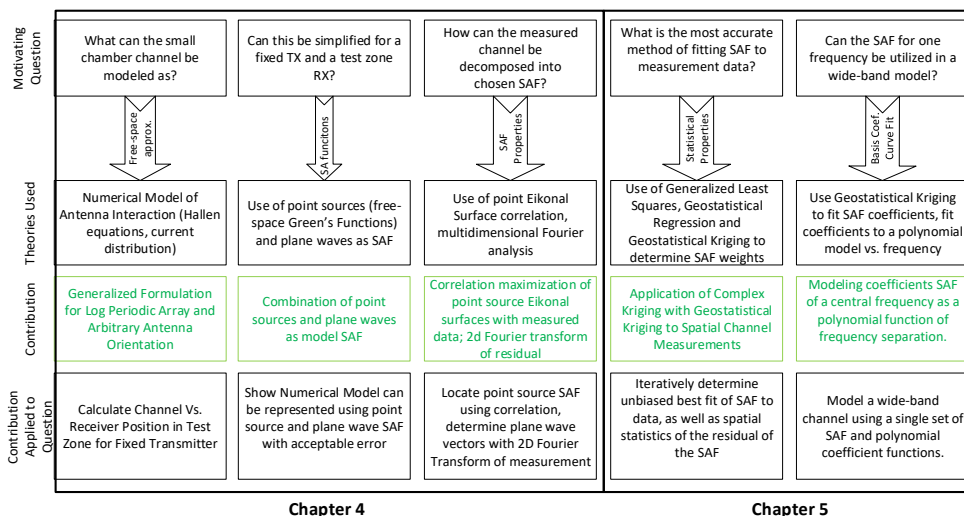 Motivating
Question
What can the small
chamber channel be
modeled as?
Can this be simplified for a
fixed TX and a test zone
RX?
How can the measured
channel be
decomposed into
chosen SAF?
What is the most accurate
method of fitting SAF to
measurement data?
Can the SAF for one
frequency be utilized in a
wide-band model?
Free-space
approx.
SA funcitons
SAF
Properties
Statistical
Properties
Basis Coef.
Curve Fit
Theories Used
Numerical Model of
Antenna Interaction (Hallen
equations, current
distribution)
Use of point sources (free-
space Green's Functions)
and plane waves as SAF
Use of point Eikonal
Surface correlation,
multidimensional Fourier
analysis
Use of Generalized Least
Squares, Geostatistical
Regression and
Geostatistical Kriging to
determine SAF weights
Use Geostatistical Kriging
to fit SAF coefficients, fit
coefficients to a polynomial
model vs. frequency
Contribution
Generalized Formulation
for Log Periodic Array and
Arbitrary Antenna
Orientation
Combination of point
sources and plane waves
as model SAF
Correlation maximization of
point source Eikonal
surfaces with measured
data; 2d Fourier transform
of residual
Application of Complex
Kriging with Geostatistical
Kriging to Spatial Channel
Measurements
Modeling coefficients SAF
of a central frequency as a
polynomial function of
frequency separation.
Contribution
Applied to
Question
Calculate Channel Vs.
Receiver Position in Test
Zone for Fixed Transmitter
Show Numerical Model can
be represented using point
source and plane wave SAF
with acceptable error
Locate point source SAF
using correlation,
determine plane wave
vectors with 2D Fourier
Transform of measurement
Iteratively determine
unbiased best fit of SAF to
data, as well as spatial
statistics of the residual of
the SAF
Model a wide-band
channel using a single set of
SAF and polynomial
coefficient functions.
Chapter 4
Chapter 5